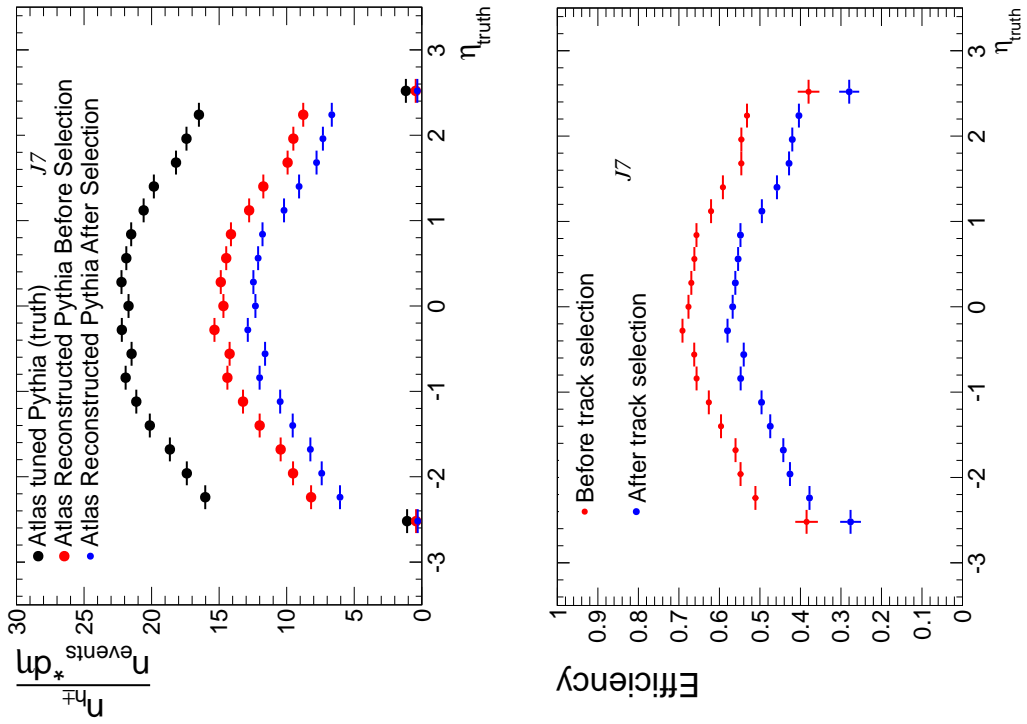 n_h±
n_events*dη
30
25
20
15
10
5
0
Atlas tuned Pythia (truth)
Atlas Reconstructed Pythia Before Selection
Atlas Reconstructed Pythia After Selection
J7
-3 -2 -1 0 1 2 3
η_truth
Efficiency
1
0.9
0.8
0.7
0.6
0.5
0.4
0.3
0.2
0.1
0
Before track selection
After track selection
J7
-3 -2 -1 0 1 2 3
η_truth